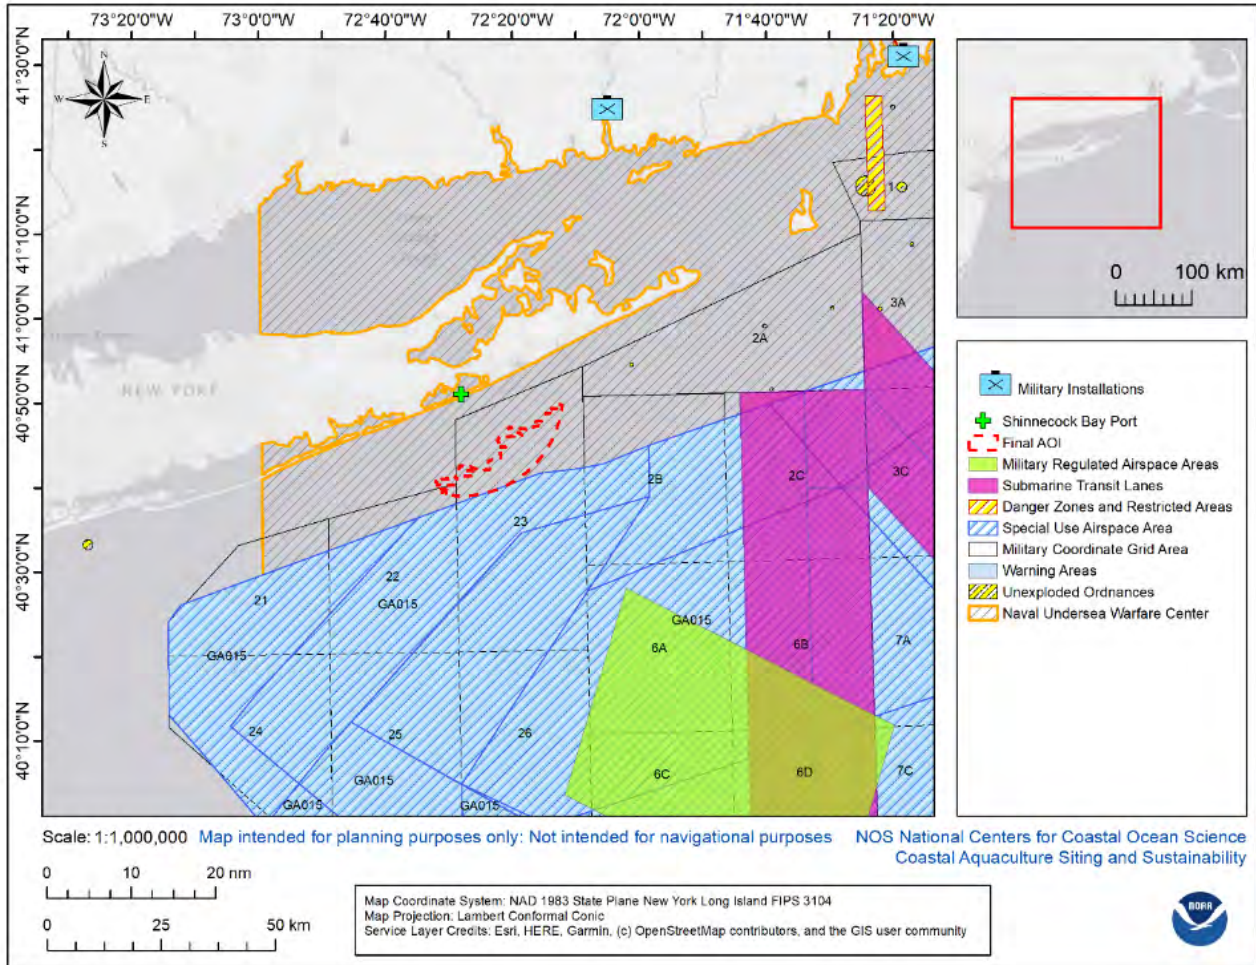 73°20'0"W 73°0'0"W 72°40'0"W 72°20'0"W 72°0'0"W 71°40'0"W 71°20'0"W
41°30'0"N
41°10'0"N
41°0'0"N
40°50'0"N
40°30'0"N
40°10'0"N
N
W E
S
NEW YORK
1
3A
2A
2B
2C
3C
23
22
21
GA015
GA015
GA015
6A
6B
7A
24
25
26
GA015
GA015
GA015
6C
6D
7C
0 100 km
Military Installations
Shinnecock Bay Port
Final AOI
Military Regulated Airspace Areas
Submarine Transit Lanes
Danger Zones and Restricted Areas
Special Use Airspace Area
Military Coordinate Grid Area
Warning Areas
Unexploded Ordnances
Naval Undersea Warfare Center
Scale: 1:1,000,000 Map intended for planning purposes only: Not intended for navigational purposes
NOS National Centers for Coastal Ocean Science
Coastal Aquaculture Siting and Sustainability
0 10 20 nm
0 25 50 km
Map Coordinate System: NAD 1983 State Plane New York Long Island FIPS 3104
Map Projection: Lambert Conformal Conic
Service Layer Credits: Esri, HERE, Garmin, (c) OpenStreetMap contributors, and the GIS user community
NOAA